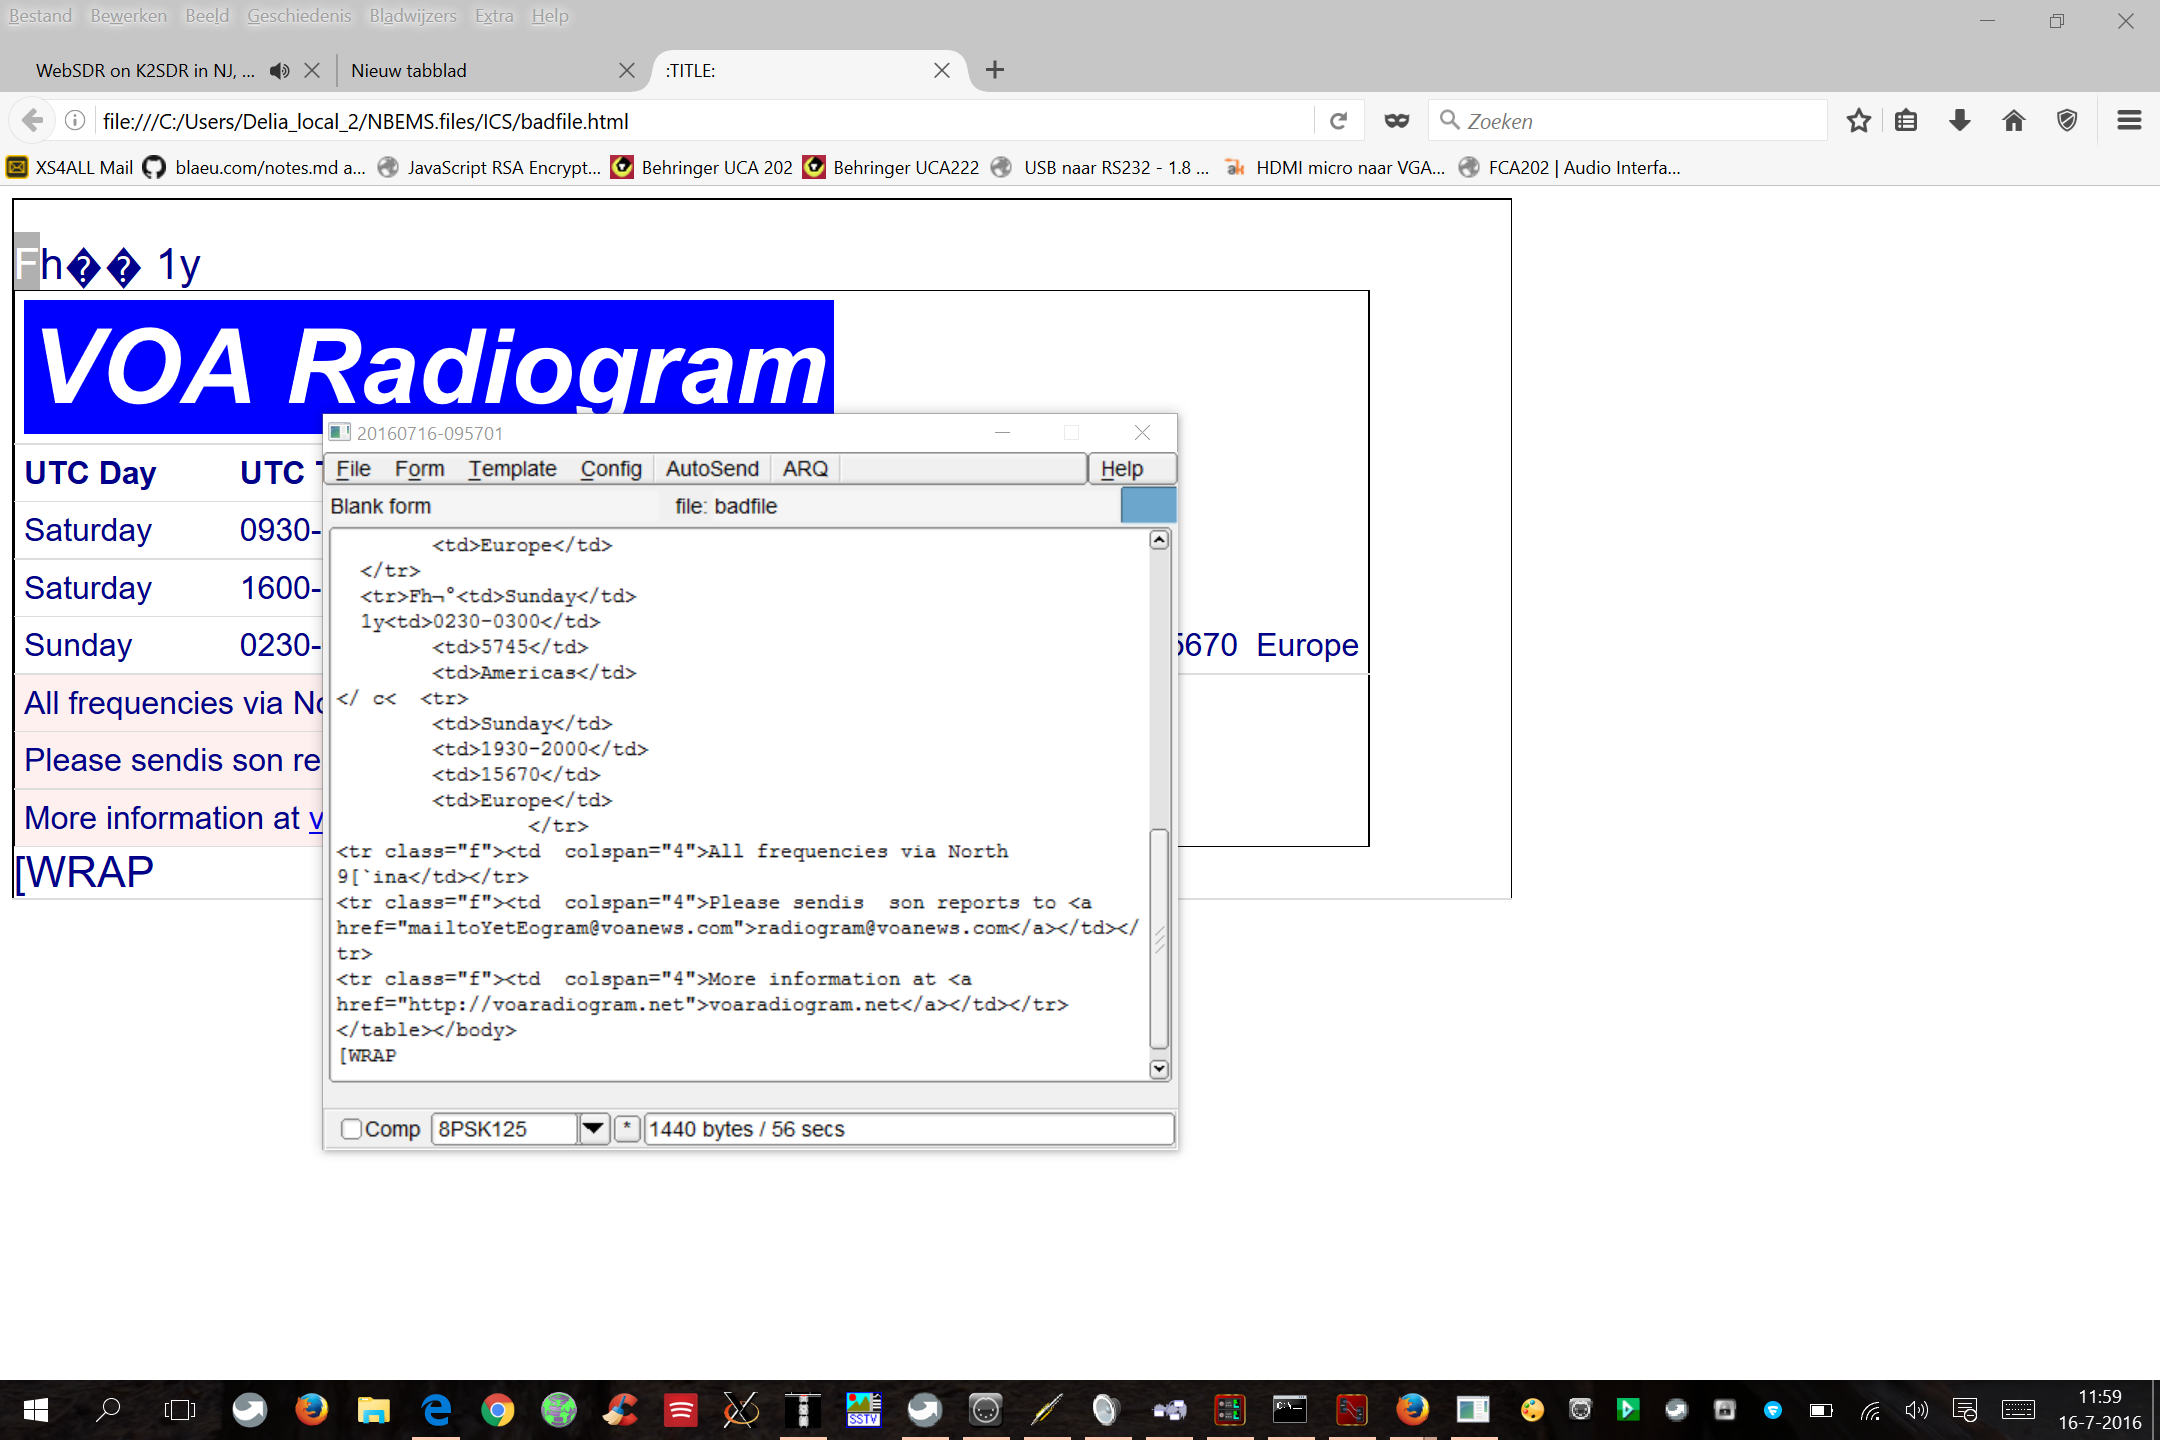 Bestand Bewerken Beeld Geschiedenis Bladwijzers Extra Help
WebSDR on K2SDR in NJ, ... Nieuw tabblad :TITLE:
file:///C:/Users/Delia_local_2/NBEMS.files/ICS/badfile.html Zoeken
XS4ALL Mail blaeu.com/notes.md a... JavaScript RSA Encrypt... Behringer UCA 202 Behringer UCA222 USB naar RS232 - 1.8 ... HDMI micro naar VGA... FCA202 | Audio Interfa...
Fh�� 1y
VOA Radiogram
UTC Day UTC
Saturday 0930-
Saturday 1600-
Sunday 0230- 5670 Europe
All frequencies via No
Please sendis son re
More information at v
[WRAP
20160716-095701
File Form Template Config AutoSend ARQ Help
Blank form file: badfile
<td>Europe</td>
</tr>
<tr>Fh¬°<td>Sunday</td>
1y<td>0230-0300</td>
<td>5745</td>
<td>Americas</td>
</ c<  <tr>
<td>Sunday</td>
<td>1930-2000</td>
<td>15670</td>
<td>Europe</td>
</tr>
<tr class="f"><td  colspan="4">All frequencies via North
9[`ina</td></tr>
<tr class="f"><td  colspan="4">Please sendis  son reports to <a
href="mailtoYetEogram@voanews.com">radiogram@voanews.com</a></td></
tr>
<tr class="f"><td  colspan="4">More information at <a
href="http://voaradiogram.net">voaradiogram.net</a></td></tr>
</table></body>
[WRAP
Comp 8PSK125 * 1440 bytes / 56 secs
SSTV
11:59
16-7-2016